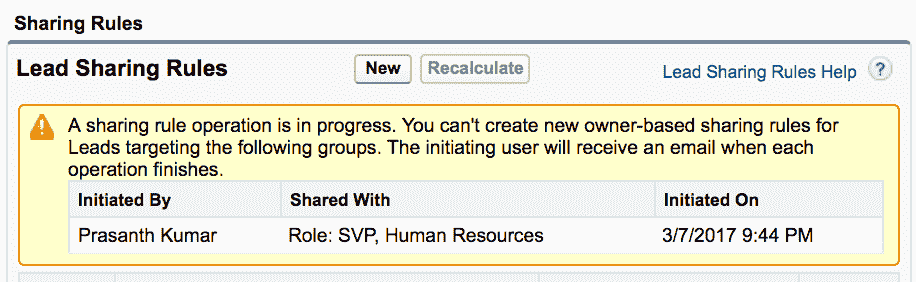 Sharing Rules
Lead Sharing Rules New Recalculate Lead Sharing Rules Help ?
A sharing rule operation is in progress. You can't create new owner-based sharing rules for
Leads targeting the following groups. The initiating user will receive an email when each
operation finishes.
Initiated By Shared With Initiated On
Prasanth Kumar Role: SVP, Human Resources 3/7/2017 9:44 PM